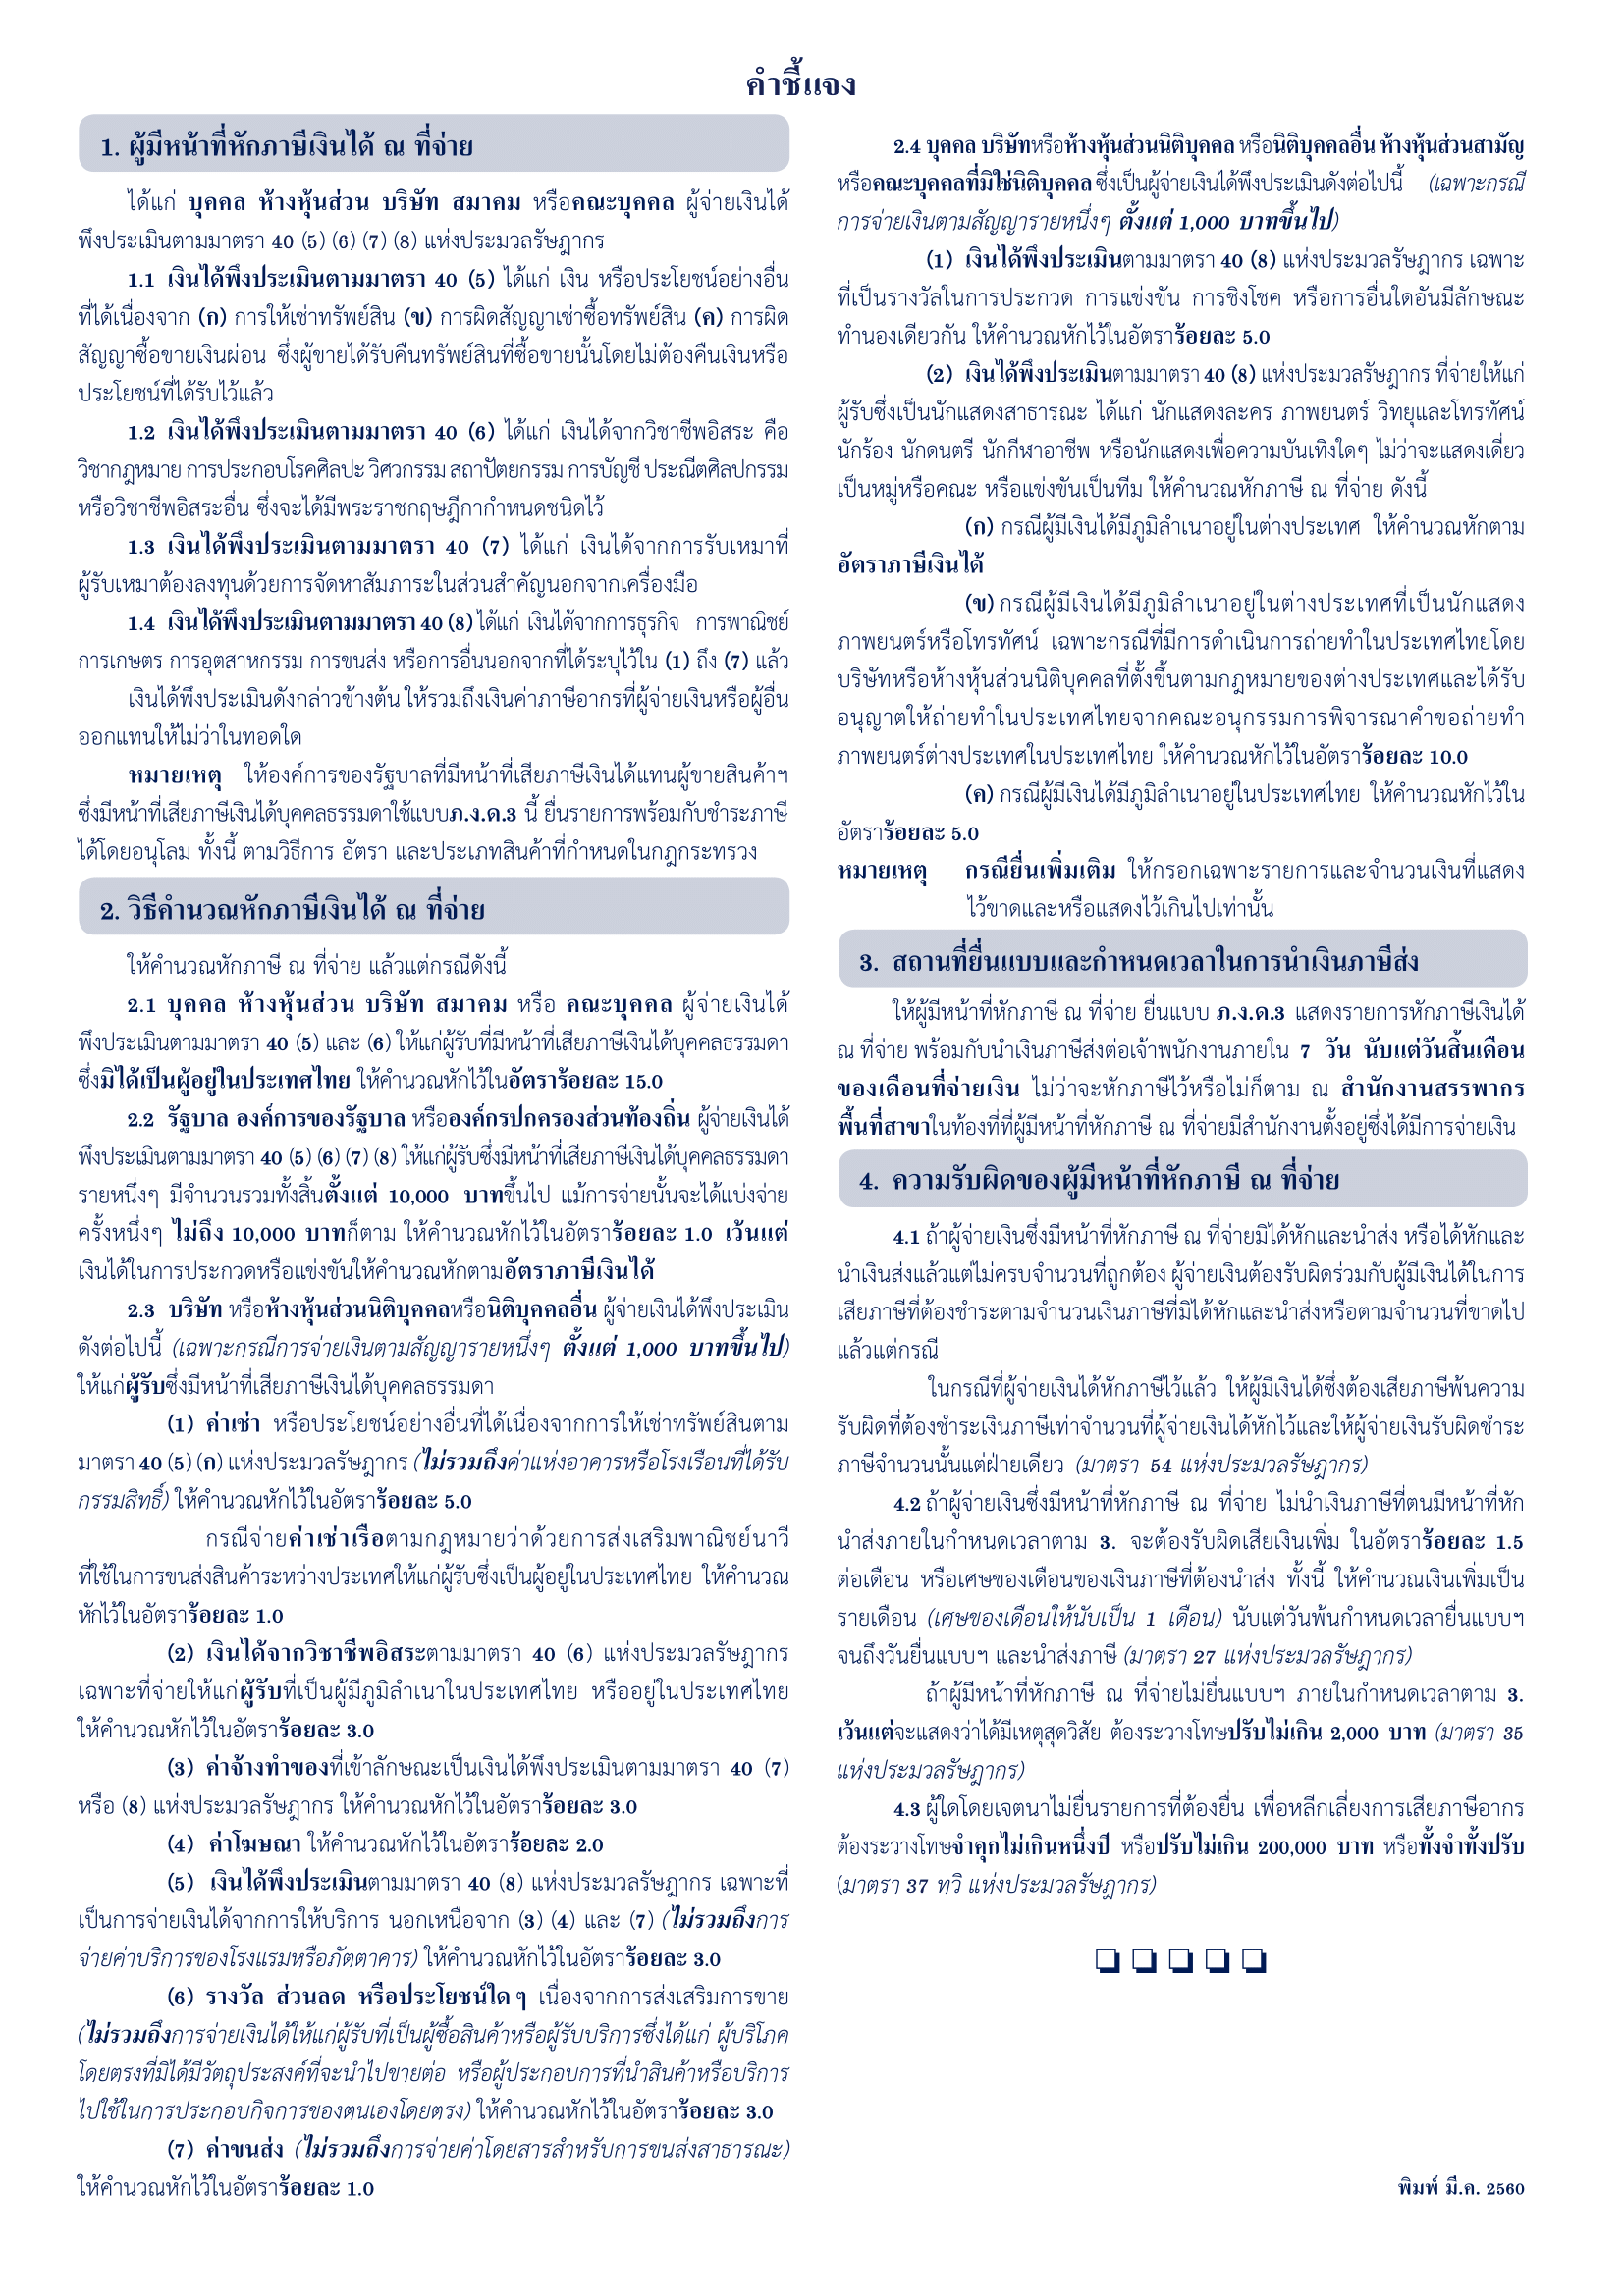 คำชี้แจง
1. ผู้มีหน้าที่หักภาษีเงินได้ ณ ที่จ่าย
ได้แก่ บุคคล ห้างหุ้นส่วน บริษัท สมาคม หรือคณะบุคคล ผู้จ่ายเงินได้
พึงประเมินตามมาตรา 40 (5) (6) (7) (8) แห่งประมวลรัษฎากร
1.1 เงินได้พึงประเมินตามมาตรา 40 (5) ได้แก่ เงิน หรือประโยชน์อย่างอื่น
ที่ได้เนื่องจาก (ก) การให้เช่าทรัพย์สิน (ข) การผิดสัญญาเช่าซื้อทรัพย์สิน (ค) การผิด
สัญญาซื้อขายเงินผ่อน ซึ่งผู้ขายได้รับคืนทรัพย์สินที่ซื้อขายนั้นโดยไม่ต้องคืนเงินหรือ
ประโยชน์ที่ได้รับไว้แล้ว
1.2 เงินได้พึงประเมินตามมาตรา 40 (6) ได้แก่ เงินได้จากวิชาชีพอิสระ คือ
วิชากฎหมาย การประกอบโรคศิลปะ วิศวกรรม สถาปัตยกรรม การบัญชี ประณีตศิลปกรรม
หรือวิชาชีพอิสระอื่น ซึ่งจะได้มีพระราชกฤษฎีกากำหนดชนิดไว้
1.3 เงินได้พึงประเมินตามมาตรา 40 (7) ได้แก่ เงินได้จากการรับเหมาที่
ผู้รับเหมาต้องลงทุนด้วยการจัดหาสัมภาระในส่วนสำคัญนอกจากเครื่องมือ
1.4 เงินได้พึงประเมินตามมาตรา 40 (8) ได้แก่ เงินได้จากการธุรกิจ การพาณิชย์
การเกษตร การอุตสาหกรรม การขนส่ง หรือการอื่นนอกจากที่ได้ระบุไว้ใน (1) ถึง (7) แล้ว
เงินได้พึงประเมินดังกล่าวข้างต้น ให้รวมถึงเงินค่าภาษีอากรที่ผู้จ่ายเงินหรือผู้อื่น
ออกแทนให้ไม่ว่าในทอดใด
หมายเหตุ ให้องค์การของรัฐบาลที่มีหน้าที่เสียภาษีเงินได้แทนผู้ขายสินค้าฯ
ซึ่งมีหน้าที่เสียภาษีเงินได้บุคคลธรรมดาใช้แบบภ.ง.ด.3 นี้ ยื่นรายการพร้อมกับชำระภาษี
ได้โดยอนุโลม ทั้งนี้ ตามวิธีการ อัตรา และประเภทสินค้าที่กำหนดในกฎกระทรวง
2. วิธีคำนวณหักภาษีเงินได้ ณ ที่จ่าย
ให้คำนวณหักภาษี ณ ที่จ่าย แล้วแต่กรณีดังนี้
2.1 บุคคล ห้างหุ้นส่วน บริษัท สมาคม หรือ คณะบุคคล ผู้จ่ายเงินได้
พึงประเมินตามมาตรา 40 (5) และ (6) ให้แก่ผู้รับที่มีหน้าที่เสียภาษีเงินได้บุคคลธรรมดา
ซึ่งมิได้เป็นผู้อยู่ในประเทศไทย ให้คำนวณหักไว้ในอัตราร้อยละ 15.0
2.2 รัฐบาล องค์การของรัฐบาล หรือองค์กรปกครองส่วนท้องถิ่น ผู้จ่ายเงินได้
พึงประเมินตามมาตรา 40 (5) (6) (7) (8) ให้แก่ผู้รับซึ่งมีหน้าที่เสียภาษีเงินได้บุคคลธรรมดา
รายหนึ่งๆ มีจำนวนรวมทั้งสิ้นตั้งแต่ 10,000 บาทขึ้นไป แม้การจ่ายนั้นจะได้แบ่งจ่าย
ครั้งหนึ่งๆ ไม่ถึง 10,000 บาทก็ตาม ให้คำนวณหักไว้ในอัตราร้อยละ 1.0 เว้นแต่
เงินได้ในการประกวดหรือแข่งขันให้คำนวณหักตามอัตราภาษีเงินได้
2.3 บริษัท หรือห้างหุ้นส่วนนิติบุคคลหรือนิติบุคคลอื่น ผู้จ่ายเงินได้พึงประเมิน
ดังต่อไปนี้ (เฉพาะกรณีการจ่ายเงินตามสัญญารายหนึ่งๆ ตั้งแต่ 1,000 บาทขึ้นไป)
ให้แก่ผู้รับซึ่งมีหน้าที่เสียภาษีเงินได้บุคคลธรรมดา
(1) ค่าเช่า หรือประโยชน์อย่างอื่นที่ได้เนื่องจากการให้เช่าทรัพย์สินตาม
มาตรา 40 (5) (ก) แห่งประมวลรัษฎากร (ไม่รวมถึงค่าแห่งอาคารหรือโรงเรือนที่ได้รับ
กรรมสิทธิ์) ให้คำนวณหักไว้ในอัตราร้อยละ 5.0
กรณีจ่ายค่าเช่าเรือตามกฎหมายว่าด้วยการส่งเสริมพาณิชย์นาวี
ที่ใช้ในการขนส่งสินค้าระหว่างประเทศให้แก่ผู้รับซึ่งเป็นผู้อยู่ในประเทศไทย ให้คำนวณ
หักไว้ในอัตราร้อยละ 1.0
(2) เงินได้จากวิชาชีพอิสระตามมาตรา 40 (6) แห่งประมวลรัษฎากร
เฉพาะที่จ่ายให้แก่ผู้รับที่เป็นผู้มีภูมิลำเนาในประเทศไทย หรืออยู่ในประเทศไทย
ให้คำนวณหักไว้ในอัตราร้อยละ 3.0
(3) ค่าจ้างทำของที่เข้าลักษณะเป็นเงินได้พึงประเมินตามมาตรา 40 (7)
หรือ (8) แห่งประมวลรัษฎากร ให้คำนวณหักไว้ในอัตราร้อยละ 3.0
(4) ค่าโฆษณา ให้คำนวณหักไว้ในอัตราร้อยละ 2.0
(5) เงินได้พึงประเมินตามมาตรา 40 (8) แห่งประมวลรัษฎากร เฉพาะที่
เป็นการจ่ายเงินได้จากการให้บริการ นอกเหนือจาก (3) (4) และ (7) (ไม่รวมถึงการ
จ่ายค่าบริการของโรงแรมหรือภัตตาคาร) ให้คำนวณหักไว้ในอัตราร้อยละ 3.0
(6) รางวัล ส่วนลด หรือประโยชน์ใดๆ เนื่องจากการส่งเสริมการขาย
(ไม่รวมถึงการจ่ายเงินได้ให้แก่ผู้รับที่เป็นผู้ซื้อสินค้าหรือผู้รับบริการซึ่งได้แก่ ผู้บริโภค
โดยตรงที่มิได้มีวัตถุประสงค์ที่จะนำไปขายต่อ หรือผู้ประกอบการที่นำสินค้าหรือบริการ
ไปใช้ในการประกอบกิจการของตนเองโดยตรง) ให้คำนวณหักไว้ในอัตราร้อยละ 3.0
(7) ค่าขนส่ง (ไม่รวมถึงการจ่ายค่าโดยสารสำหรับการขนส่งสาธารณะ)
ให้คำนวณหักไว้ในอัตราร้อยละ 1.0
2.4 บุคคล บริษัทหรือห้างหุ้นส่วนนิติบุคคล หรือนิติบุคคลอื่น ห้างหุ้นส่วนสามัญ
หรือคณะบุคคลที่มิใช่นิติบุคคล ซึ่งเป็นผู้จ่ายเงินได้พึงประเมินดังต่อไปนี้ (เฉพาะกรณี
การจ่ายเงินตามสัญญารายหนึ่งๆ ตั้งแต่ 1,000 บาทขึ้นไป)
(1) เงินได้พึงประเมินตามมาตรา 40 (8) แห่งประมวลรัษฎากร เฉพาะ
ที่เป็นรางวัลในการประกวด การแข่งขัน การชิงโชค หรือการอื่นใดอันมีลักษณะ
ทำนองเดียวกัน ให้คำนวณหักไว้ในอัตราร้อยละ 5.0
(2) เงินได้พึงประเมินตามมาตรา 40 (8) แห่งประมวลรัษฎากร ที่จ่ายให้แก่
ผู้รับซึ่งเป็นนักแสดงสาธารณะ ได้แก่ นักแสดงละคร ภาพยนตร์ วิทยุและโทรทัศน์
นักร้อง นักดนตรี นักกีฬาอาชีพ หรือนักแสดงเพื่อความบันเทิงใดๆ ไม่ว่าจะแสดงเดี่ยว
เป็นหมู่หรือคณะ หรือแข่งขันเป็นทีม ให้คำนวณหักภาษี ณ ที่จ่าย ดังนี้
(ก) กรณีผู้มีเงินได้มีภูมิลำเนาอยู่ในต่างประเทศ ให้คำนวณหักตาม
อัตราภาษีเงินได้
(ข) กรณีผู้มีเงินได้มีภูมิลำเนาอยู่ในต่างประเทศที่เป็นนักแสดง
ภาพยนตร์หรือโทรทัศน์ เฉพาะกรณีที่มีการดำเนินการถ่ายทำในประเทศไทยโดย
บริษัทหรือห้างหุ้นส่วนนิติบุคคลที่ตั้งขึ้นตามกฎหมายของต่างประเทศและได้รับ
อนุญาตให้ถ่ายทำในประเทศไทยจากคณะอนุกรรมการพิจารณาคำขอถ่ายทำ
ภาพยนตร์ต่างประเทศในประเทศไทย ให้คำนวณหักไว้ในอัตราร้อยละ 10.0
(ค) กรณีผู้มีเงินได้มีภูมิลำเนาอยู่ในประเทศไทย ให้คำนวณหักไว้ใน
อัตราร้อยละ 5.0
หมายเหตุ กรณียื่นเพิ่มเติม ให้กรอกเฉพาะรายการและจำนวนเงินที่แสดง
ไว้ขาดและหรือแสดงไว้เกินไปเท่านั้น
3. สถานที่ยื่นแบบและกำหนดเวลาในการนำเงินภาษีส่ง
ให้ผู้มีหน้าที่หักภาษี ณ ที่จ่าย ยื่นแบบ ภ.ง.ด.3 แสดงรายการหักภาษีเงินได้
ณ ที่จ่าย พร้อมกับนำเงินภาษีส่งต่อเจ้าพนักงานภายใน 7 วัน นับแต่วันสิ้นเดือน
ของเดือนที่จ่ายเงิน ไม่ว่าจะหักภาษีไว้หรือไม่ก็ตาม ณ สำนักงานสรรพากร
พื้นที่สาขาในท้องที่ที่ผู้มีหน้าที่หักภาษี ณ ที่จ่ายมีสำนักงานตั้งอยู่ซึ่งได้มีการจ่ายเงิน
4. ความรับผิดของผู้มีหน้าที่หักภาษี ณ ที่จ่าย
4.1 ถ้าผู้จ่ายเงินซึ่งมีหน้าที่หักภาษี ณ ที่จ่ายมิได้หักและนำส่ง หรือได้หักและ
นำเงินส่งแล้วแต่ไม่ครบจำนวนที่ถูกต้อง ผู้จ่ายเงินต้องรับผิดร่วมกับผู้มีเงินได้ในการ
เสียภาษีที่ต้องชำระตามจำนวนเงินภาษีที่มิได้หักและนำส่งหรือตามจำนวนที่ขาดไป
แล้วแต่กรณี
ในกรณีที่ผู้จ่ายเงินได้หักภาษีไว้แล้ว ให้ผู้มีเงินได้ซึ่งต้องเสียภาษีพ้นความ
รับผิดที่ต้องชำระเงินภาษีเท่าจำนวนที่ผู้จ่ายเงินได้หักไว้และให้ผู้จ่ายเงินรับผิดชำระ
ภาษีจำนวนนั้นแต่ฝ่ายเดียว (มาตรา 54 แห่งประมวลรัษฎากร)
4.2 ถ้าผู้จ่ายเงินซึ่งมีหน้าที่หักภาษี ณ ที่จ่าย ไม่นำเงินภาษีที่ตนมีหน้าที่หัก
นำส่งภายในกำหนดเวลาตาม 3. จะต้องรับผิดเสียเงินเพิ่ม ในอัตราร้อยละ 1.5
ต่อเดือน หรือเศษของเดือนของเงินภาษีที่ต้องนำส่ง ทั้งนี้ ให้คำนวณเงินเพิ่มเป็น
รายเดือน (เศษของเดือนให้นับเป็น 1 เดือน) นับแต่วันพ้นกำหนดเวลายื่นแบบฯ
จนถึงวันยื่นแบบฯ และนำส่งภาษี (มาตรา 27 แห่งประมวลรัษฎากร)
ถ้าผู้มีหน้าที่หักภาษี ณ ที่จ่ายไม่ยื่นแบบฯ ภายในกำหนดเวลาตาม 3.
เว้นแต่จะแสดงว่าได้มีเหตุสุดวิสัย ต้องระวางโทษปรับไม่เกิน 2,000 บาท (มาตรา 35
แห่งประมวลรัษฎากร)
4.3 ผู้ใดโดยเจตนาไม่ยื่นรายการที่ต้องยื่น เพื่อหลีกเลี่ยงการเสียภาษีอากร
ต้องระวางโทษจำคุกไม่เกินหนึ่งปี หรือปรับไม่เกิน 200,000 บาท หรือทั้งจำทั้งปรับ
(มาตรา 37 ทวิ แห่งประมวลรัษฎากร)
พิมพ์ มี.ค. 2560